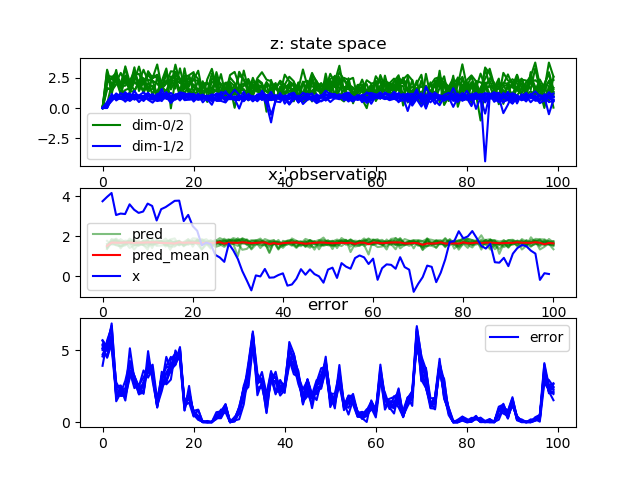 z: state space
2.5
0.0
−2.5
dim-0/2
dim-1/2
0 20 40 60 80 100
x: observation
4
2
0
pred
pred_mean
x
0 20 40 60 80 100
error
5
0
error
0 20 40 60 80 100